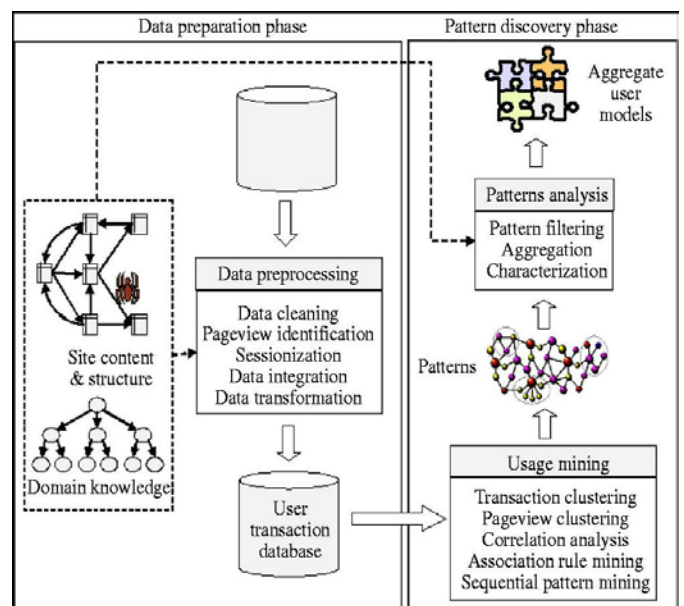 Data preparation phase
Pattern discovery phase
Site content
& structure
Domain knowledge
Data preprocessing
Data cleaning
Pageview identification
Sessionization
Data integration
Data transformation
User
transaction
database
Aggregate
user
models
Patterns analysis
Pattern filtering
Aggregation
Characterization
Patterns
Usage mining
Transaction clustering
Pageview clustering
Correlation analysis
Association rule mining
Sequential pattern mining